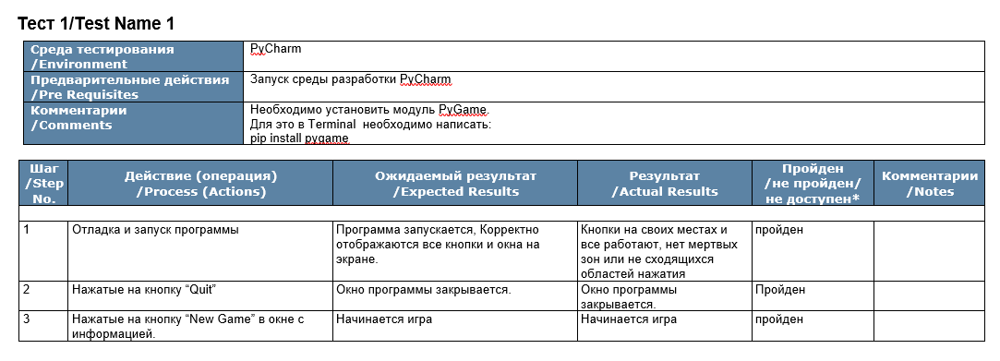 Тест 1/Test Name 1
Среда тестирования
/Environment
PyCharm
Предварительные действия
/Pre Requisites
Запуск среды разработки PyCharm
Комментарии
/Comments
Необходимо установить модуль PyGame.
Для это в Terminal необходимо написать:
pip install pygame
Шаг
/Step
No.
Действие (операция)
/Process (Actions)
Ожидаемый результат
/Expected Results
Результат
/Actual Results
Пройден
/не пройден/
не доступен*
Комментарии
/Notes
1
Отладка и запуск программы
Программа запускается, Корректно
отображаются все кнопки и окна на
экране.
Кнопки на своих местах и
все работают, нет мертвых
зон или не сходящихся
областей нажатия
пройден
2
Нажатые на кнопку “Quit”
Окно программы закрывается.
Окно программы
закрывается.
Пройден
3
Нажатые на кнопку “New Game” в окне с
информацией.
Начинается игра
Начинается игра
пройден